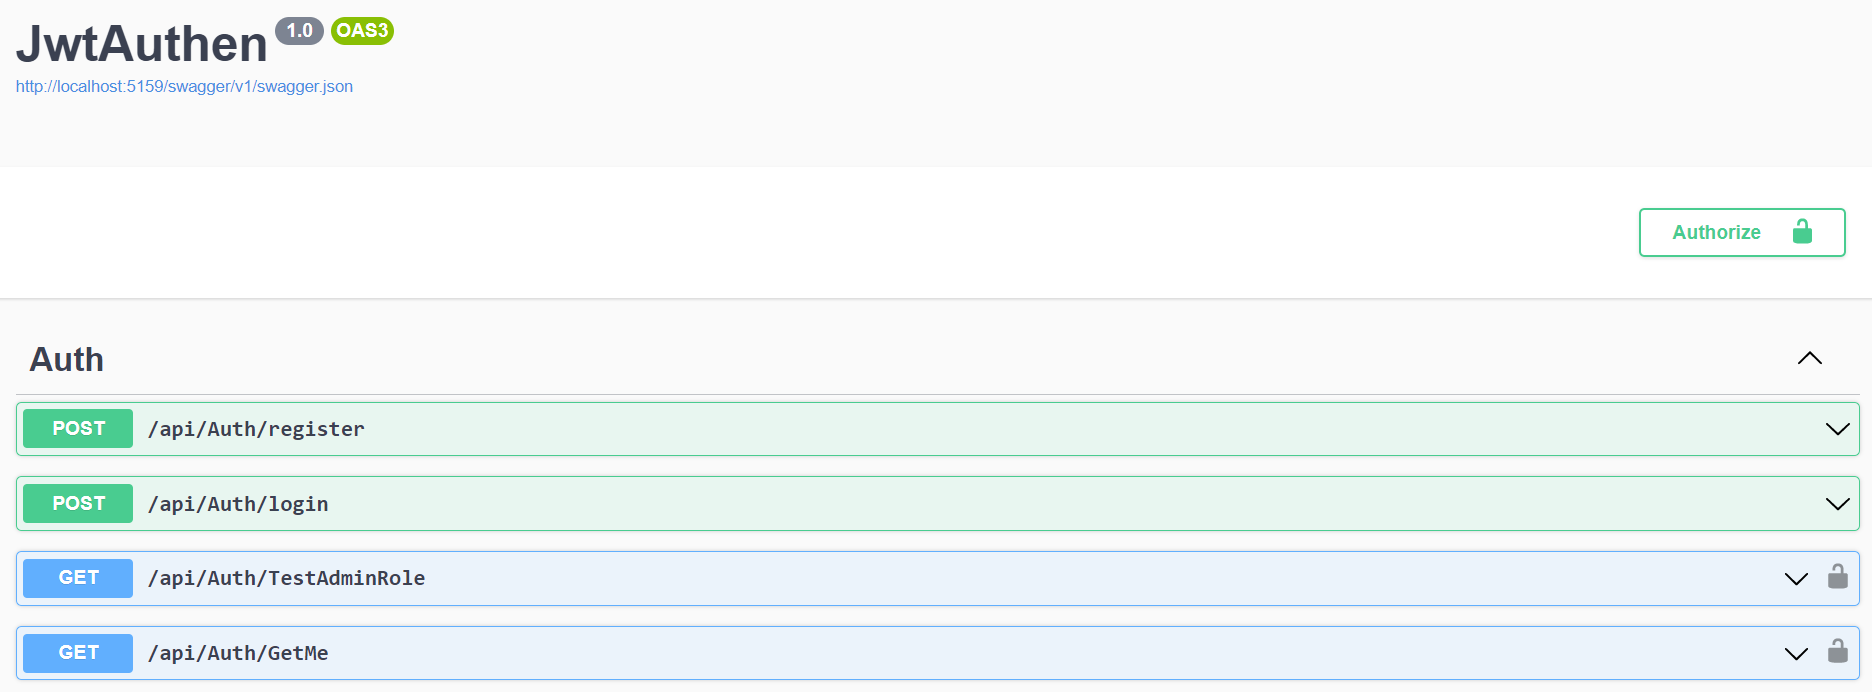 JwtAuthen 1.0 OAS3
http://localhost:5159/swagger/v1/swagger.json
Authorize
Auth
POST /api/Auth/register
POST /api/Auth/login
GET /api/Auth/TestAdminRole
GET /api/Auth/GetMe